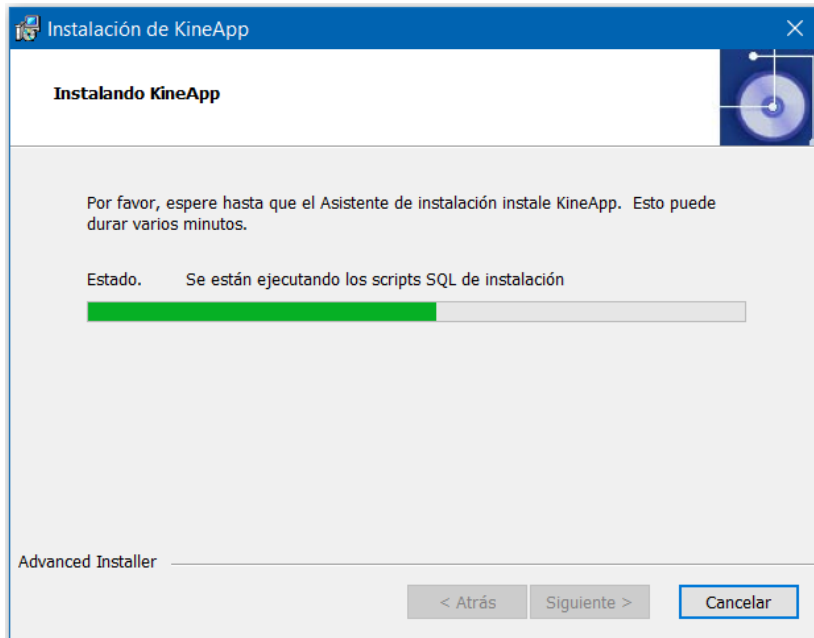 Instalación de KineApp
Instalando KineApp
Por favor, espere hasta que el Asistente de instalación instale KineApp. Esto puede
durar varios minutos.
Estado. Se están ejecutando los scripts SQL de instalación
Advanced Installer
< Atrás Siguiente > Cancelar